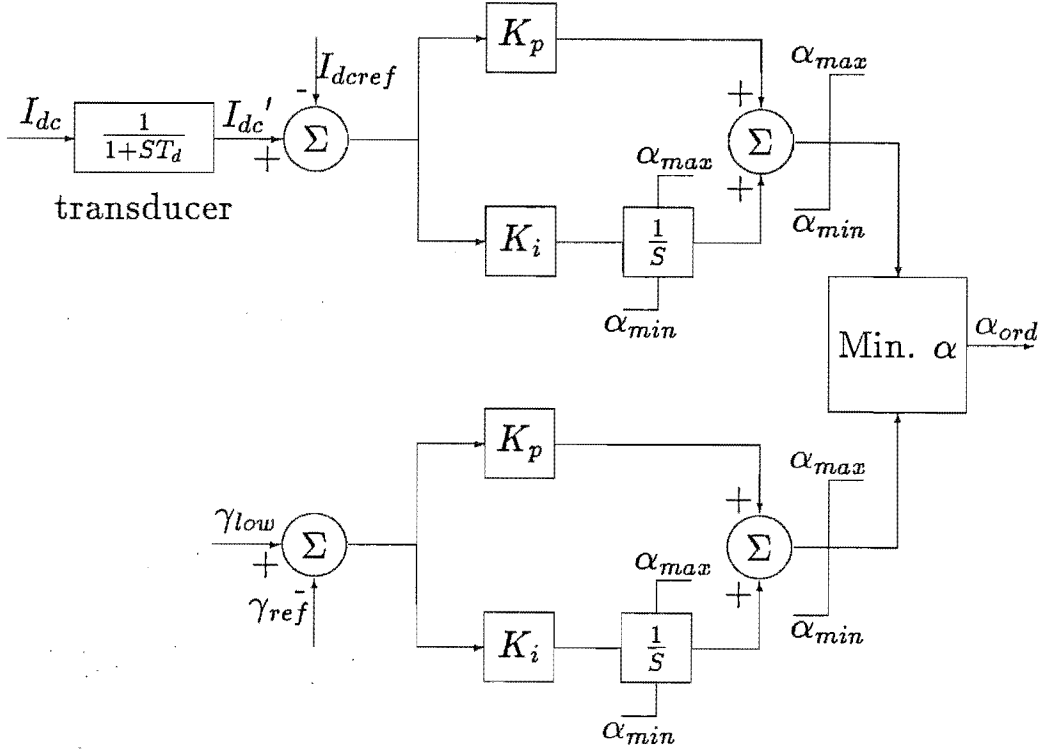 K_p
α_max
I_dcref
-
I_dc
1
1+ST_d
I_dc'
+
Σ
+
Σ
+
α_max
transducer
K_i
1
S
α_min
α_min
Min. α
α_ord
K_p
α_max
γ_low
+
Σ
+
Σ
α_max
+
γ_ref
-
K_i
1
S
α_min
α_min